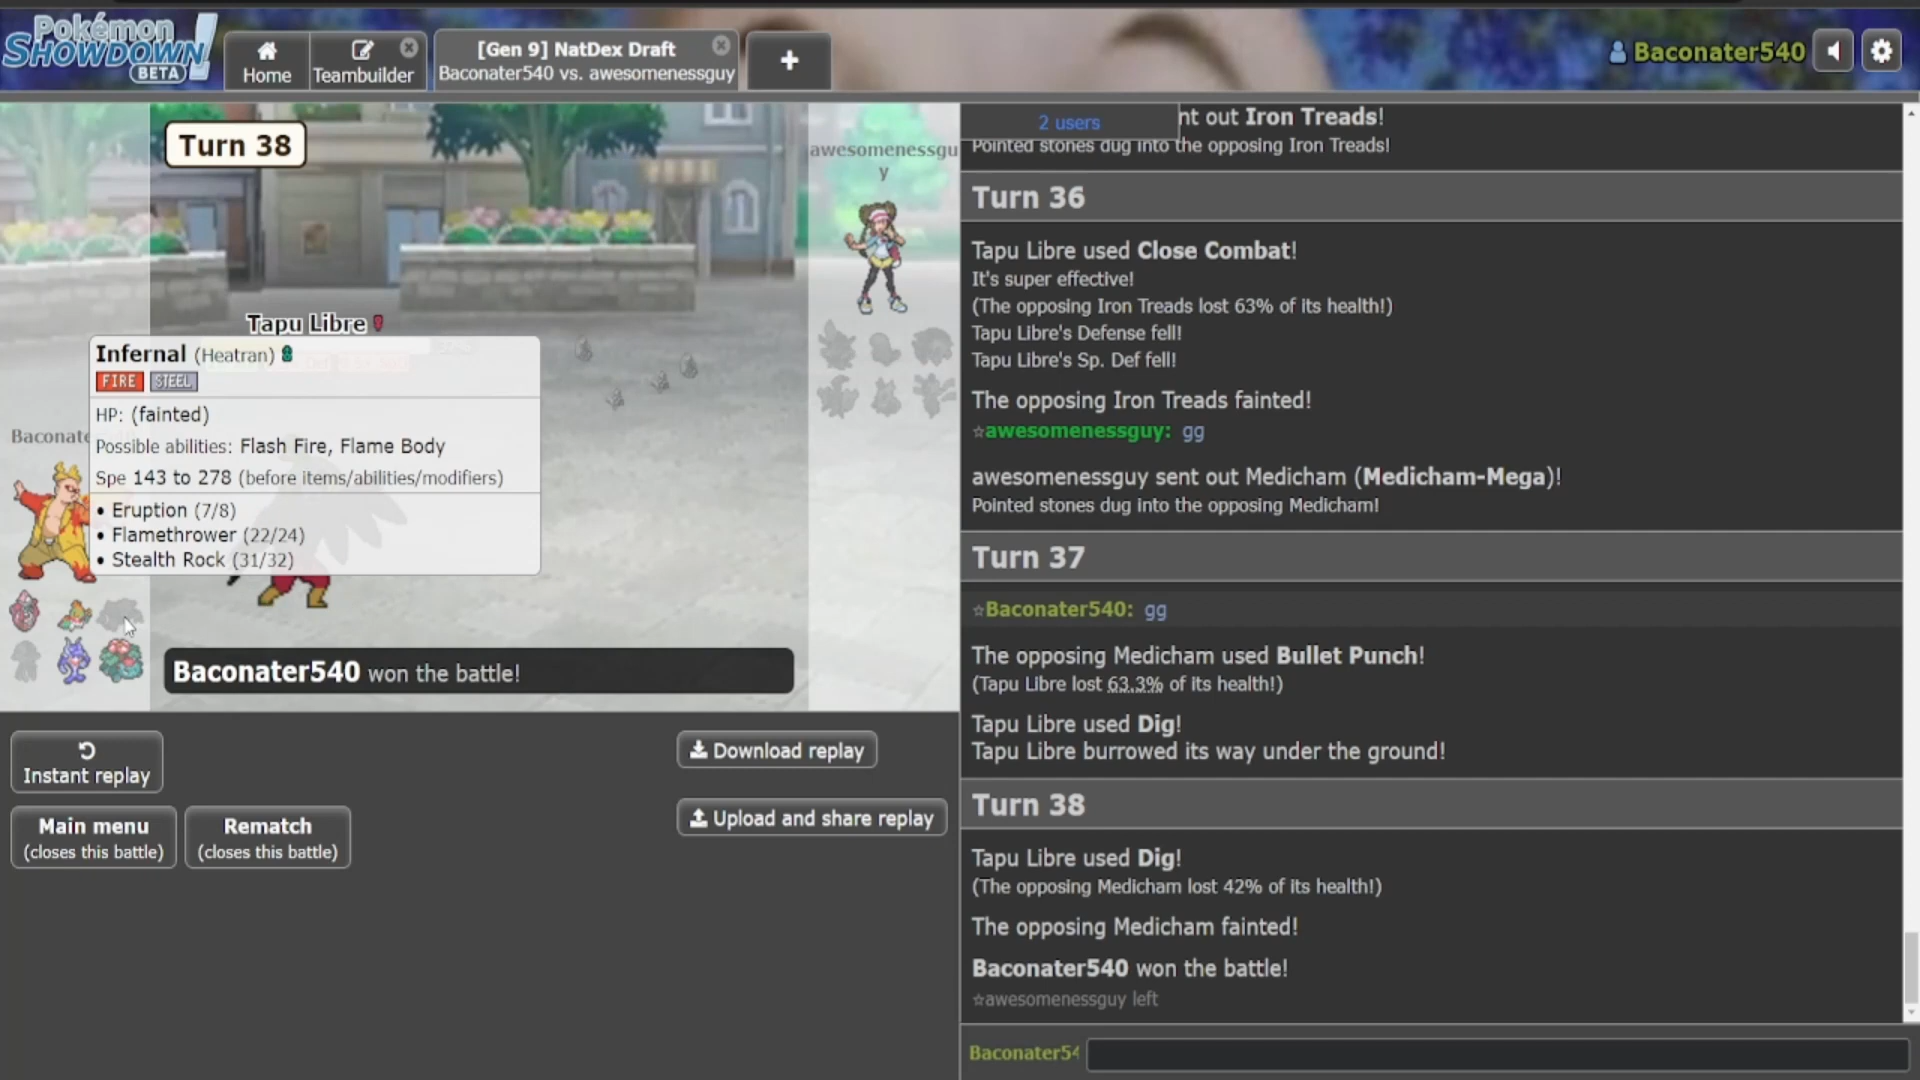 Pokémon
SHOWDOWN!
BETA
Home
Teambuilder
[Gen 9] NatDex Draft
Baconater540 vs. awesomenessguy
+
Baconater540
Turn 38
awesomenessgu
y
Tapu Libre
Infernal (Heatran)
FIRE STEEL
HP: (fainted)
Possible abilities: Flash Fire, Flame Body
Spe 143 to 278 (before items/abilities/modifiers)
• Eruption (7/8)
• Flamethrower (22/24)
• Stealth Rock (31/32)
Baconate
Baconater540 won the battle!
Instant replay
Download replay
Upload and share replay
Main menu
(closes this battle)
Rematch
(closes this battle)
2 users
nt out Iron Treads!
Pointed stones dug into the opposing Iron Treads!
Turn 36
Tapu Libre used Close Combat!
It's super effective!
(The opposing Iron Treads lost 63% of its health!)
Tapu Libre's Defense fell!
Tapu Libre's Sp. Def fell!
The opposing Iron Treads fainted!
☆awesomenessguy: gg
awesomenessguy sent out Medicham (Medicham-Mega)!
Pointed stones dug into the opposing Medicham!
Turn 37
☆Baconater540: gg
The opposing Medicham used Bullet Punch!
(Tapu Libre lost 63.3% of its health!)
Tapu Libre used Dig!
Tapu Libre burrowed its way under the ground!
Turn 38
Tapu Libre used Dig!
(The opposing Medicham lost 42% of its health!)
The opposing Medicham fainted!
Baconater540 won the battle!
☆awesomenessguy left
Baconater54